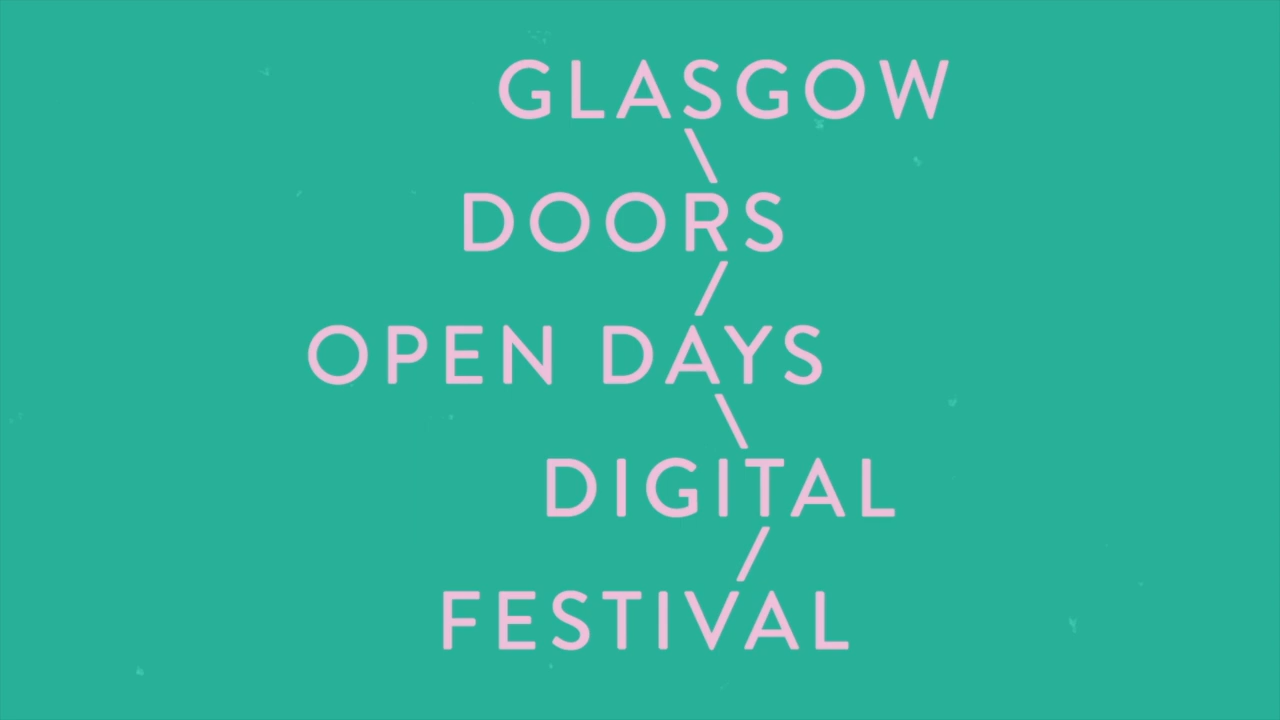 GLASGOW
DOORS
OPEN DAYS
DIGITAL
FESTIVAL